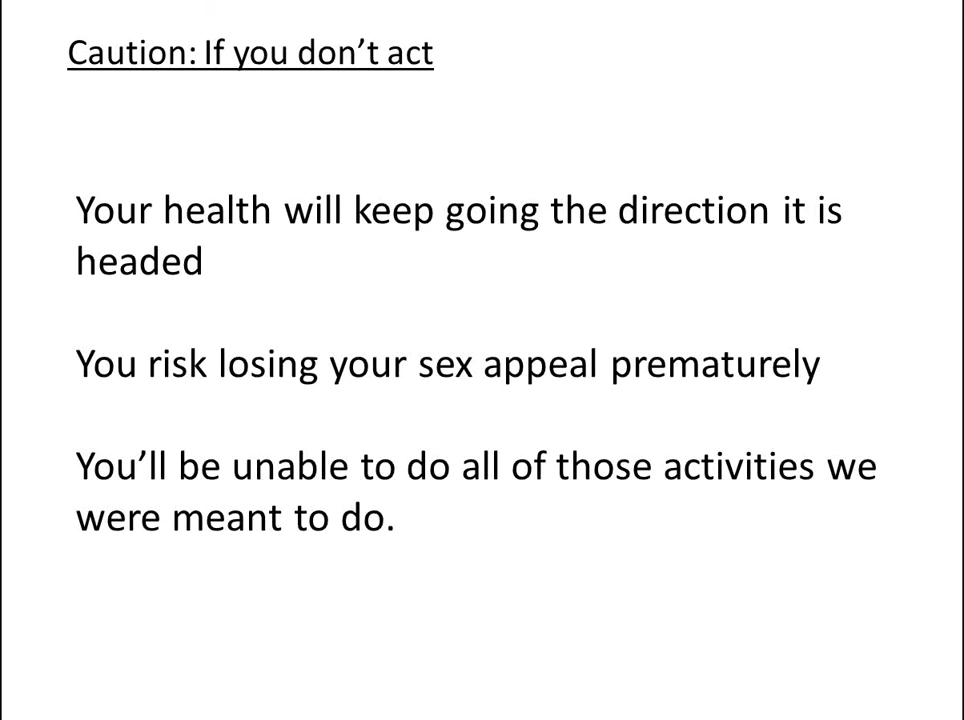 Caution: If you don’t act
Your health will keep going the direction it is
headed
You risk losing your sex appeal prematurely
You’ll be unable to do all of those activities we
were meant to do.